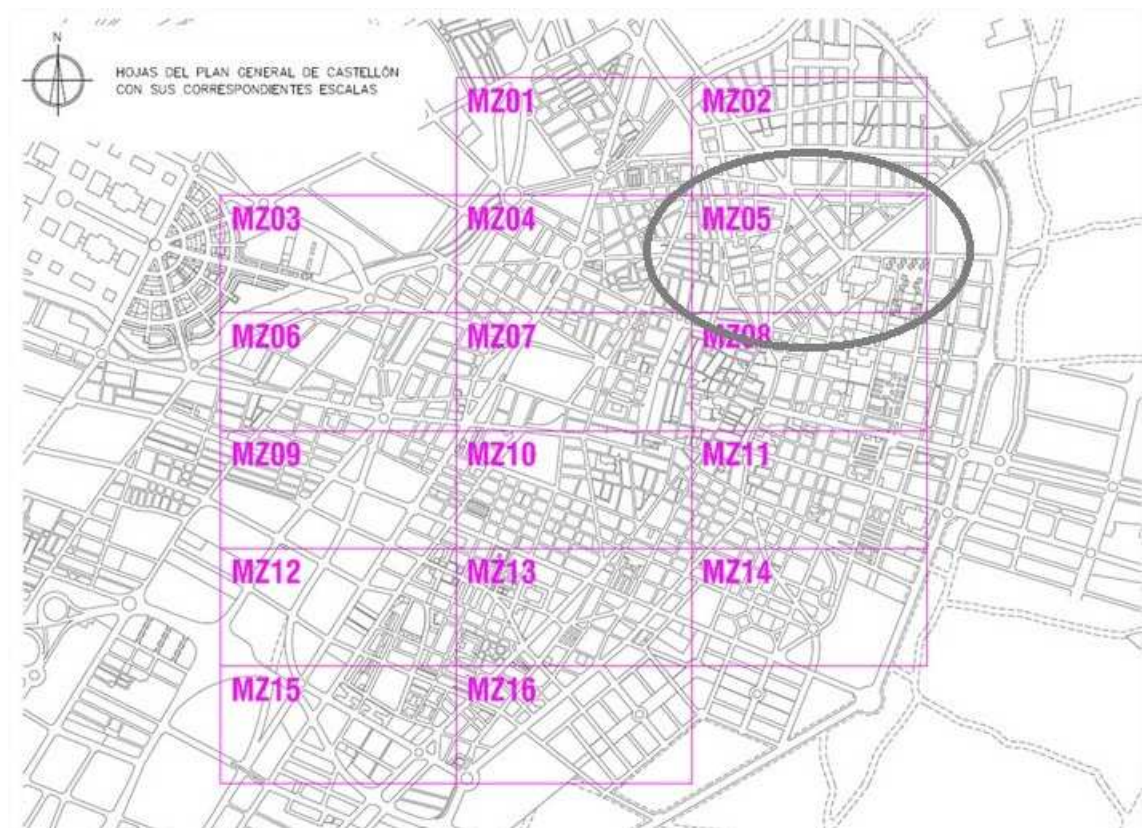 N
HOJAS DEL PLAN GENERAL DE CASTELLÓN
CON SUS CORRESPONDIENTES ESCALAS
MZ01
MZ02
MZ03
MZ04
MZ05
MZ06
MZ07
MZ08
MZ09
MZ10
MZ11
MZ12
MZ13
MZ14
MZ15
MZ16